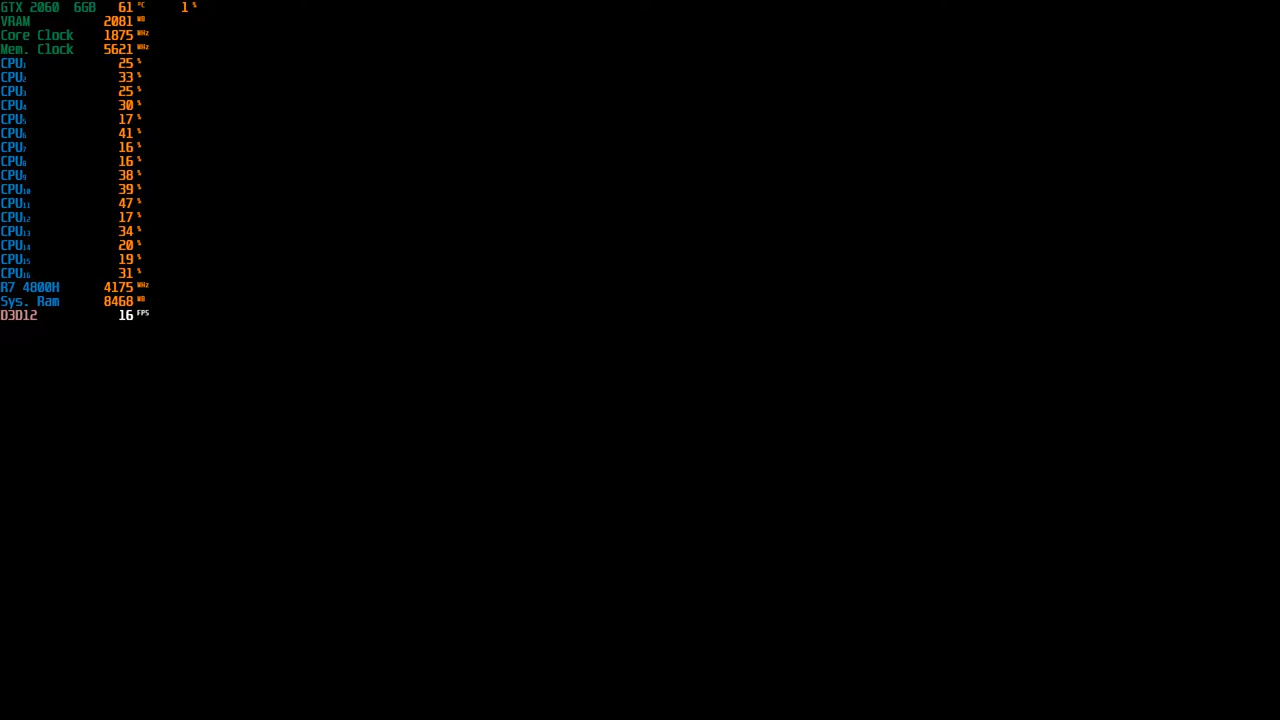 GTX 2060 6GB 61 °C 1 %
VRAM 2081 MB
Core Clock 1875 MHz
Mem. Clock 5621 MHz
CPU1 25 %
CPU2 33 %
CPU3 25 %
CPU4 30 %
CPU5 17 %
CPU6 41 %
CPU7 16 %
CPU8 16 %
CPU9 38 %
CPU10 39 %
CPU11 47 %
CPU12 17 %
CPU13 34 %
CPU14 20 %
CPU15 19 %
CPU16 31 %
R7 4800H 4175 MHz
Sys. Ram 8468 MB
D3D12 16 FPS